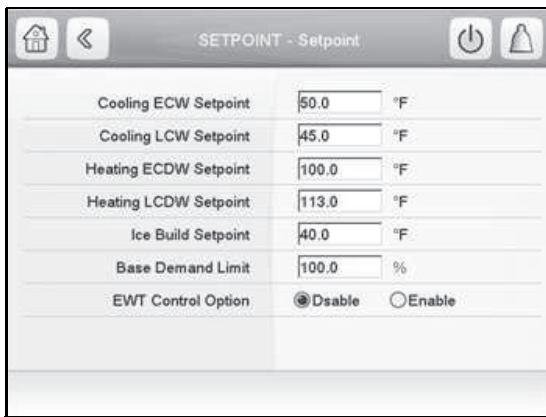 SETPOINT - Setpoint
Cooling ECW Setpoint 50.0 °F
Cooling LCW Setpoint 45.0 °F
Heating ECDW Setpoint 100.0 °F
Heating LCDW Setpoint 113.0 °F
Ice Build Setpoint 40.0 °F
Base Demand Limit 100.0 %
EWT Control Option Dsable Enable